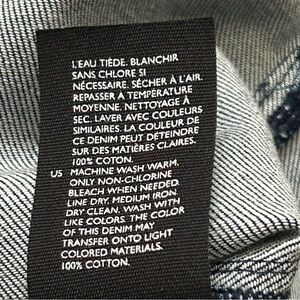 L'EAU TIÈDE. BLANCHIR
SANS CHLORE SI
NÉCESSAIRE. SÉCHER À L'AIR.
REPASSER À TEMPÉRATURE
MOYENNE. NETTOYAGE À
SEC. LAVER AVEC COULEURS
SIMILAIRES. LA COULEUR DE
CE DENIM PEUT DÉTEINDRE
SUR DES MATIÈRES CLAIRES.
100% COTON.
US MACHINE WASH WARM.
ONLY NON-CHLORINE
BLEACH WHEN NEEDED
LINE DRY. MEDIUM IRON.
DRY CLEAN. WASH WITH
LIKE COLORS. THE COLOR
OF THIS DENIM MAY
TRANSFER ONTO LIGHT
COLORED MATERIALS.
100% COTTON.